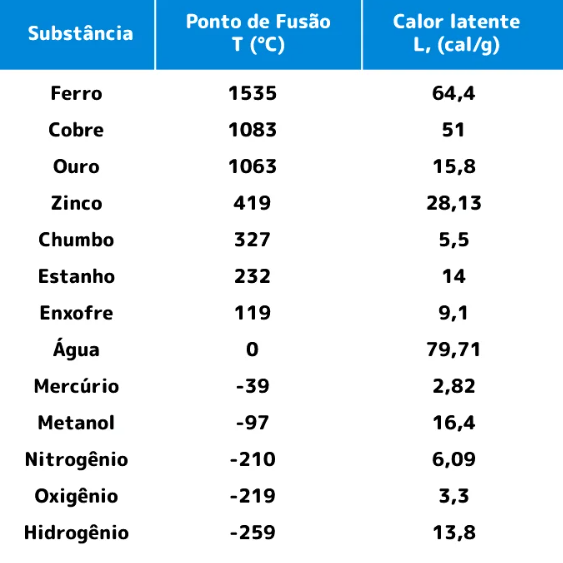 Substância Ponto de Fusão T (°C) Calor latente L, (cal/g)
Ferro 1535 64,4
Cobre 1083 51
Ouro 1063 15,8
Zinco 419 28,13
Chumbo 327 5,5
Estanho 232 14
Enxofre 119 9,1
Água 0 79,71
Mercúrio -39 2,82
Metanol -97 16,4
Nitrogênio -210 6,09
Oxigênio -219 3,3
Hidrogênio -259 13,8